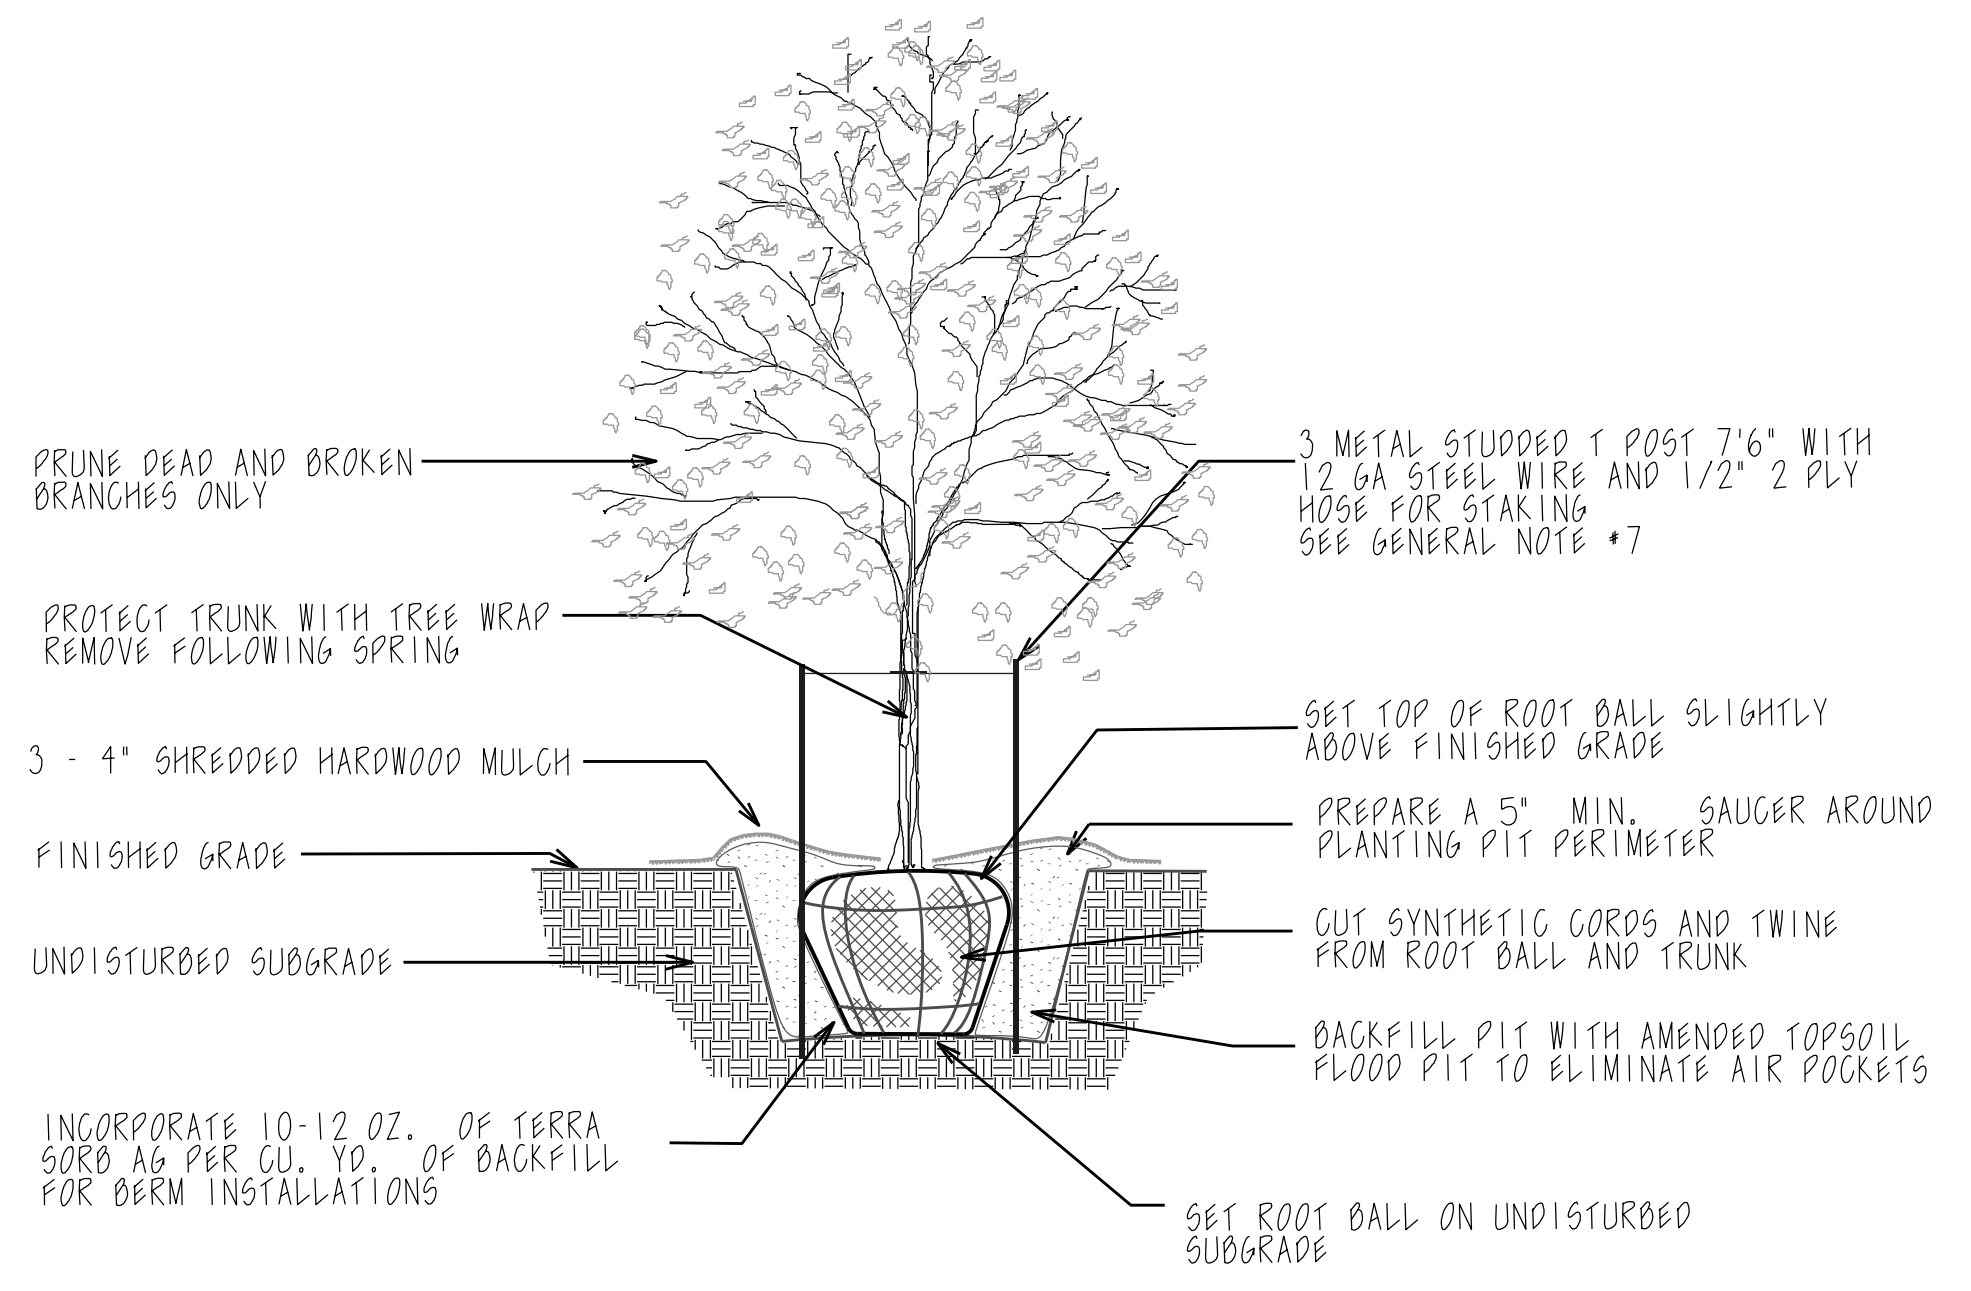 PRUNE DEAD AND BROKEN
BRANCHES ONLY
PROTECT TRUNK WITH TREE WRAP
REMOVE FOLLOWING SPRING
3 - 4" SHREDDED HARDWOOD MULCH
FINISHED GRADE
UNDISTURBED SUBGRADE
INCORPORATE 10-12 OZ. OF TERRA
SORB AG PER CU. YD. OF BACKFILL
FOR BERM INSTALLATIONS
3 METAL STUDDED T POST 7'6" WITH
12 GA STEEL WIRE AND 1/2" 2 PLY
HOSE FOR STAKING
SEE GENERAL NOTE #7
SET TOP OF ROOT BALL SLIGHTLY
ABOVE FINISHED GRADE
PREPARE A 5" MIN. SAUCER AROUND
PLANTING PIT PERIMETER
CUT SYNTHETIC CORDS AND TWINE
FROM ROOT BALL AND TRUNK
BACKFILL PIT WITH AMENDED TOPSOIL
FLOOD PIT TO ELIMINATE AIR POCKETS
SET ROOT BALL ON UNDISTURBED
SUBGRADE